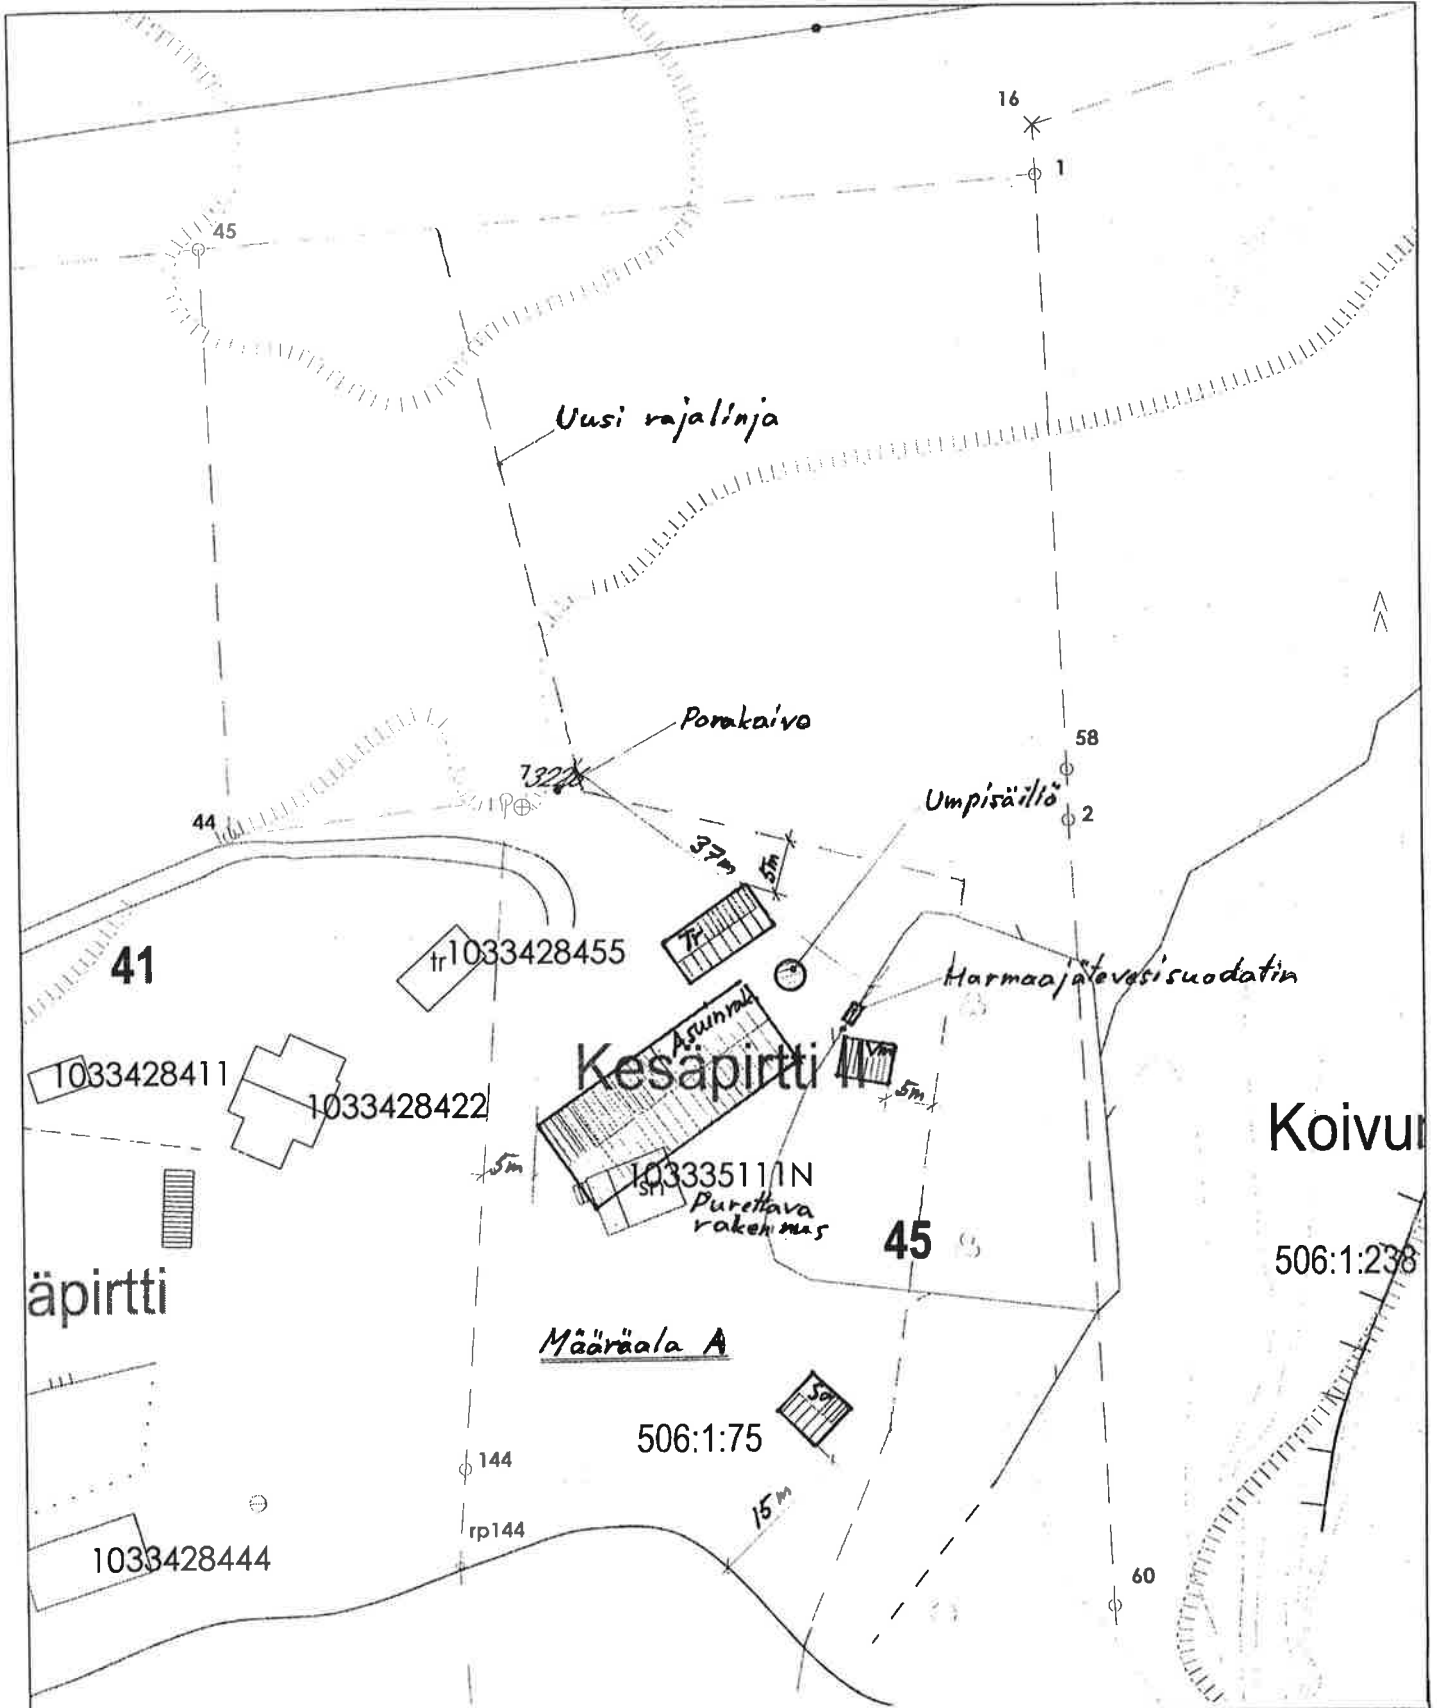 16
1
45
Uusi rajalinja
Porakaivo
58
73226
Umpisäiliö
2
44
37m
5m
Tr
41
tr1033428455
Harmaajätevesisuodatin
Asuinrak
Kesäpirtti II
Vm
1033428411
5m
1033428422
Koivu
5m
103335111N
Purettava
rakennus
45
506:1:238
äpirtti
Määräala A
Sa
506:1:75
144
15m
rp144
1033428444
60